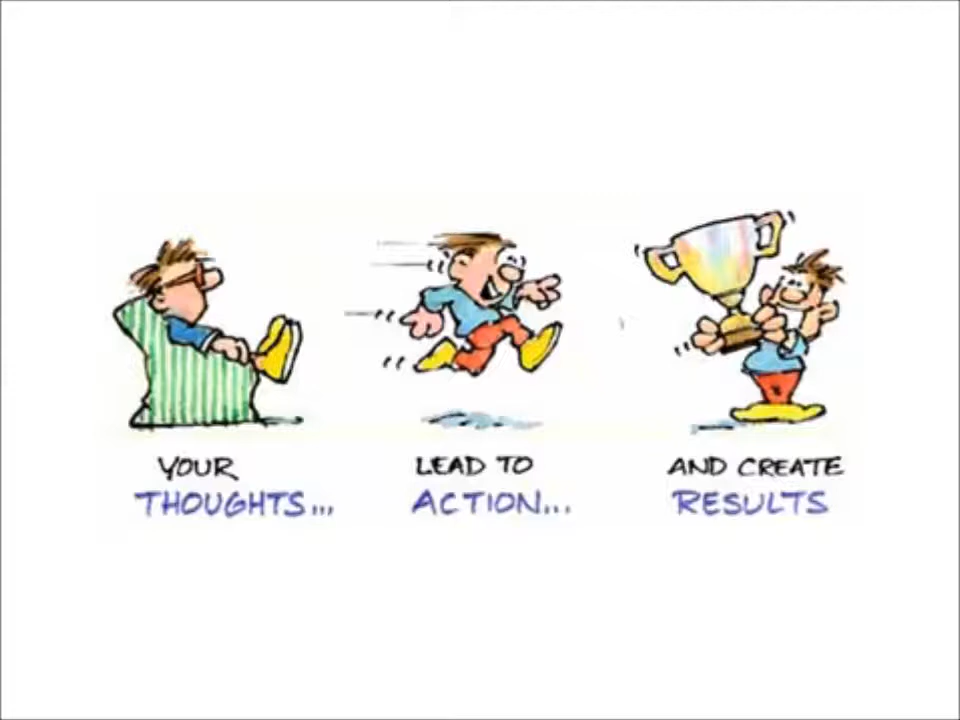 YOUR
THOUGHTS...
LEAD TO
ACTION...
AND CREATE
RESULTS